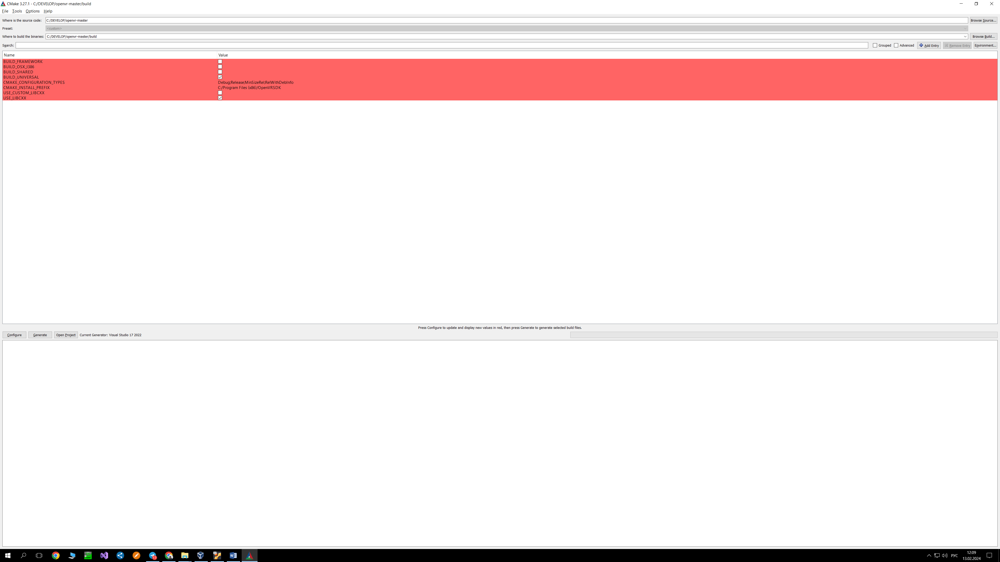 CMake 3.27.1 - C:/DEVELOP/openvr-master/build
File Tools Options Help
Where is the source code: C:/DEVELOP/openvr-master Browse Source...
Preset: <custom>
Where to build the binaries: C:/DEVELOP/openvr-master/build Browse Build...
Search: Grouped Advanced Add Entry Remove Entry Environment...
Name Value
BUILD_FRAMEWORK
BUILD_OSX_I386
BUILD_SHARED
BUILD_UNIVERSAL
CMAKE_CONFIGURATION_TYPES Debug;Release;MinSizeRel;RelWithDebInfo
CMAKE_INSTALL_PREFIX C:/Program Files (x86)/OpenVRSDK
USE_CUSTOM_LIBCXX
USE_LIBCXX
Press Configure to update and display new values in red, then press Generate to generate selected build files.
Configure Generate Open Project Current Generator: Visual Studio 17 2022
17
РУС
12:09
13.02.2024